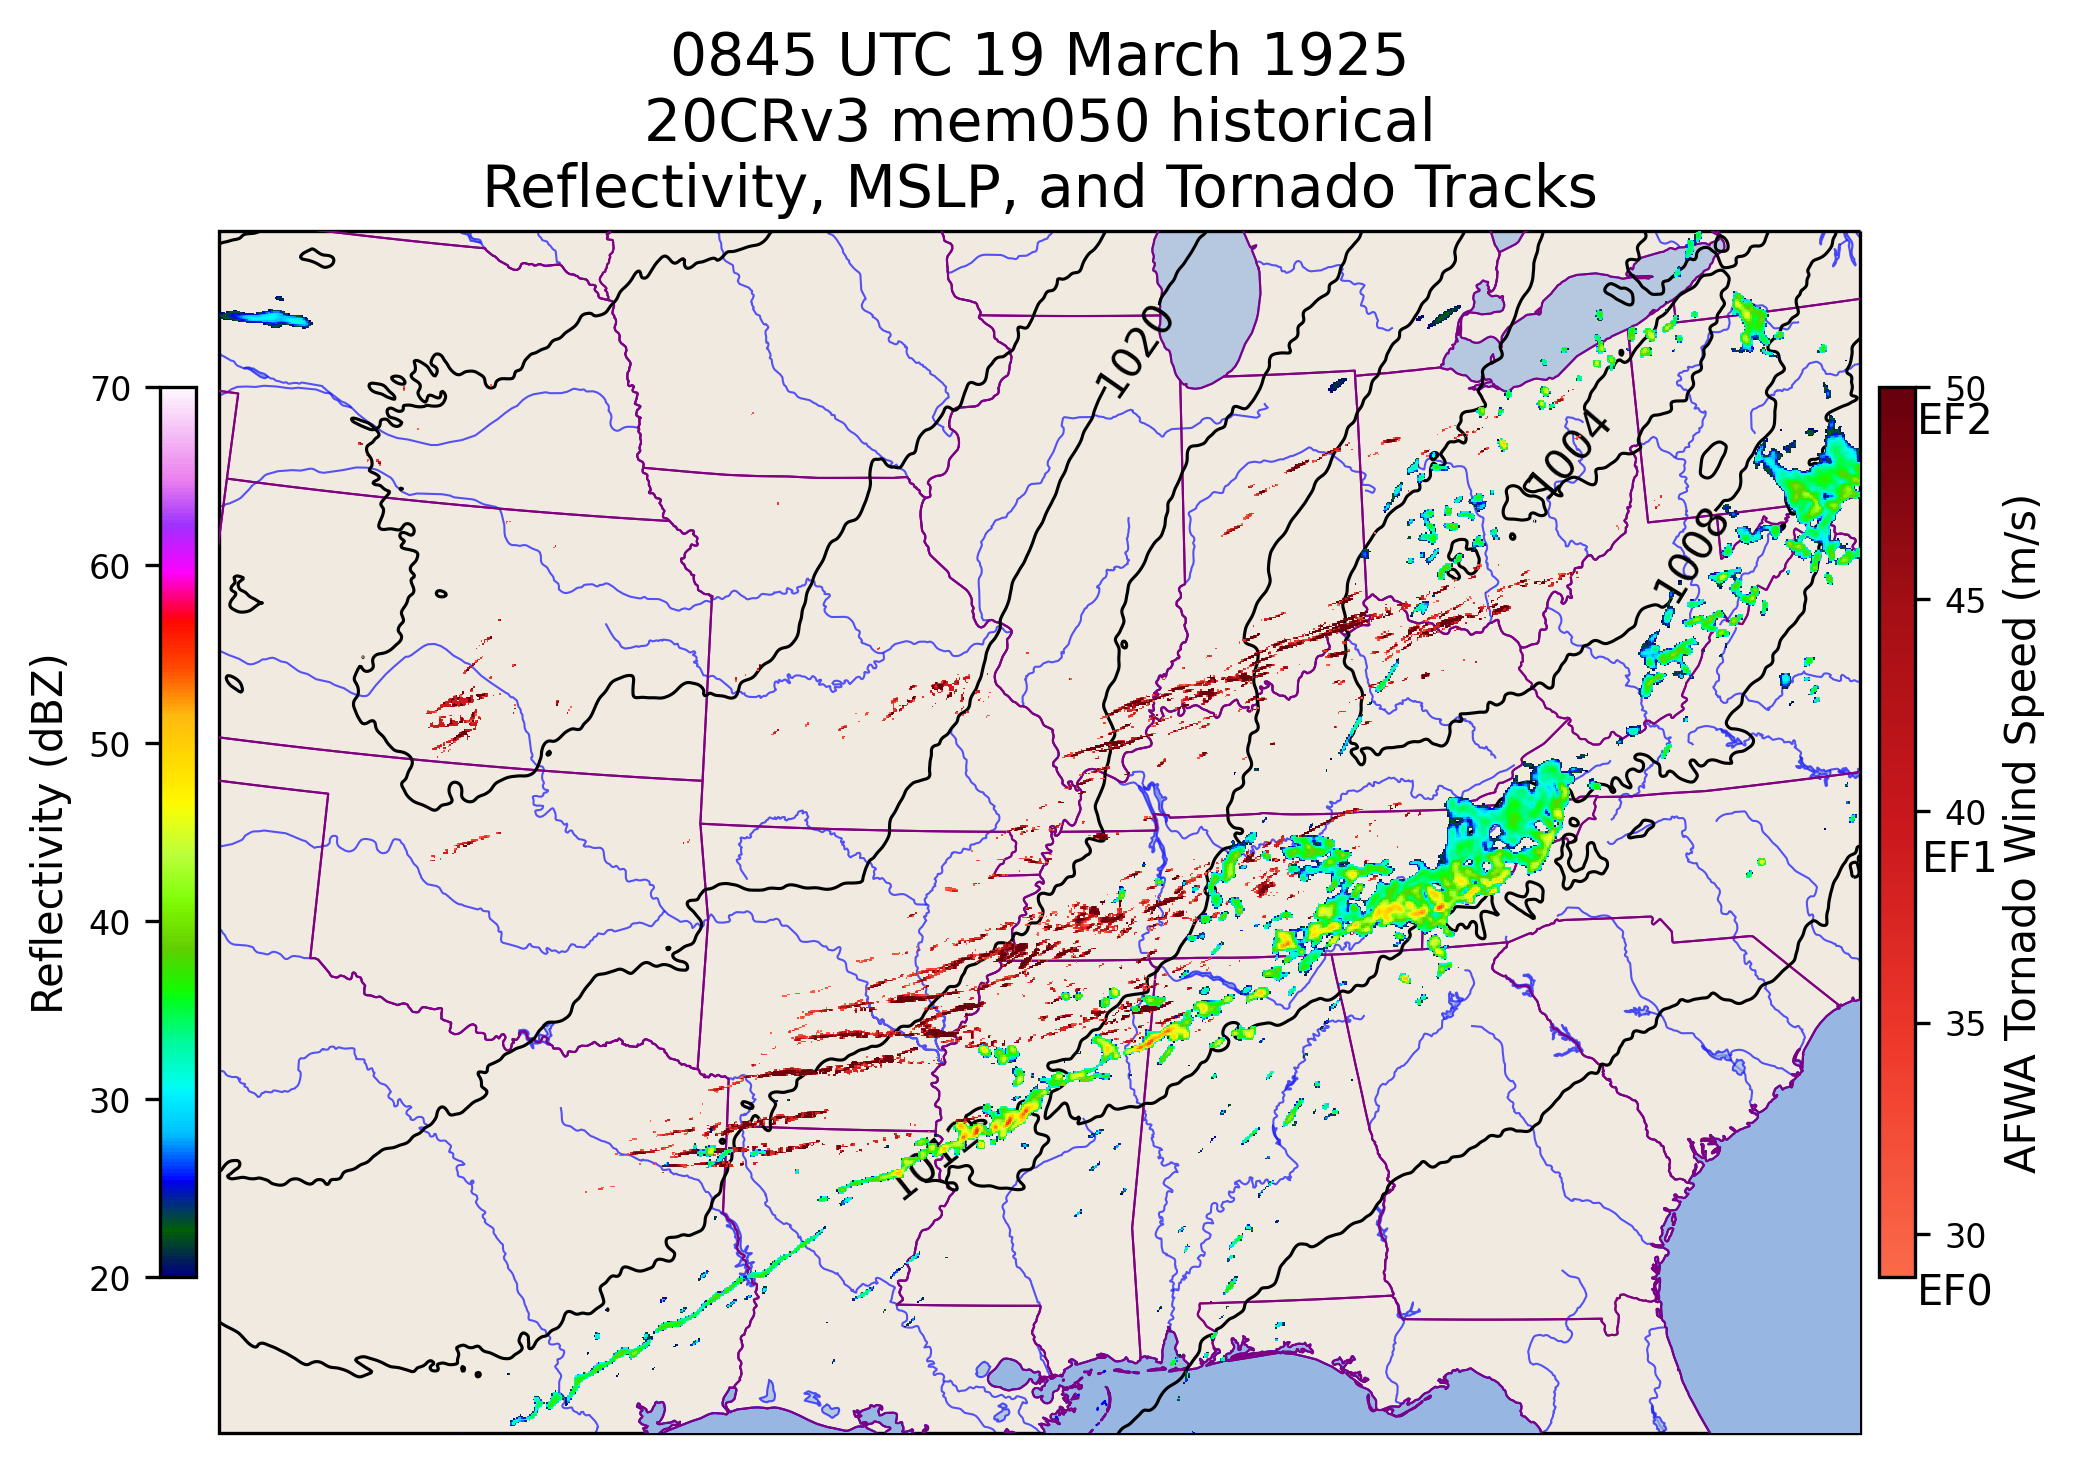 0845 UTC 19 March 1925
20CRv3 mem050 historical
Reflectivity, MSLP, and Tornado Tracks
Reflectivity (dBZ)
70
60
50
40
30
20
1020
1004
1008
50
EF2
45
40
EF1
35
30
EF0
AFWA Tornado Wind Speed (m/s)